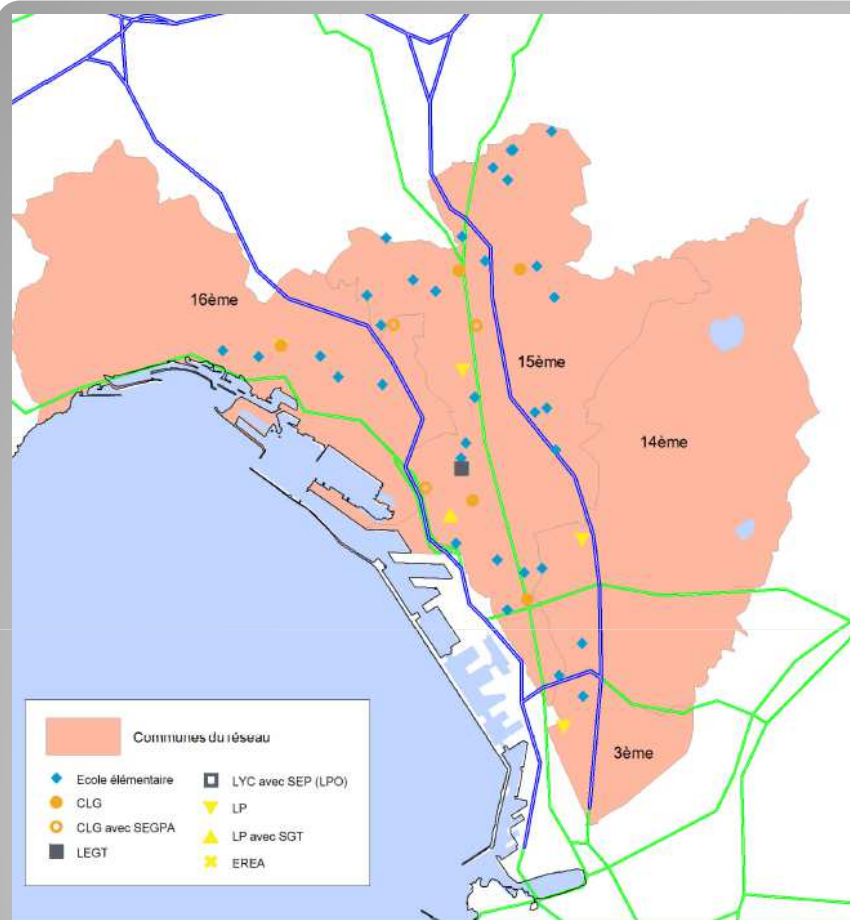 16ème
15ème
14ème
3ème
Communes du réseau
Ecole élémentaire
CLG
CLG avec SEGPA
LEGT
LYC avec SEP (LPO)
LP
LP avec SGT
EREA